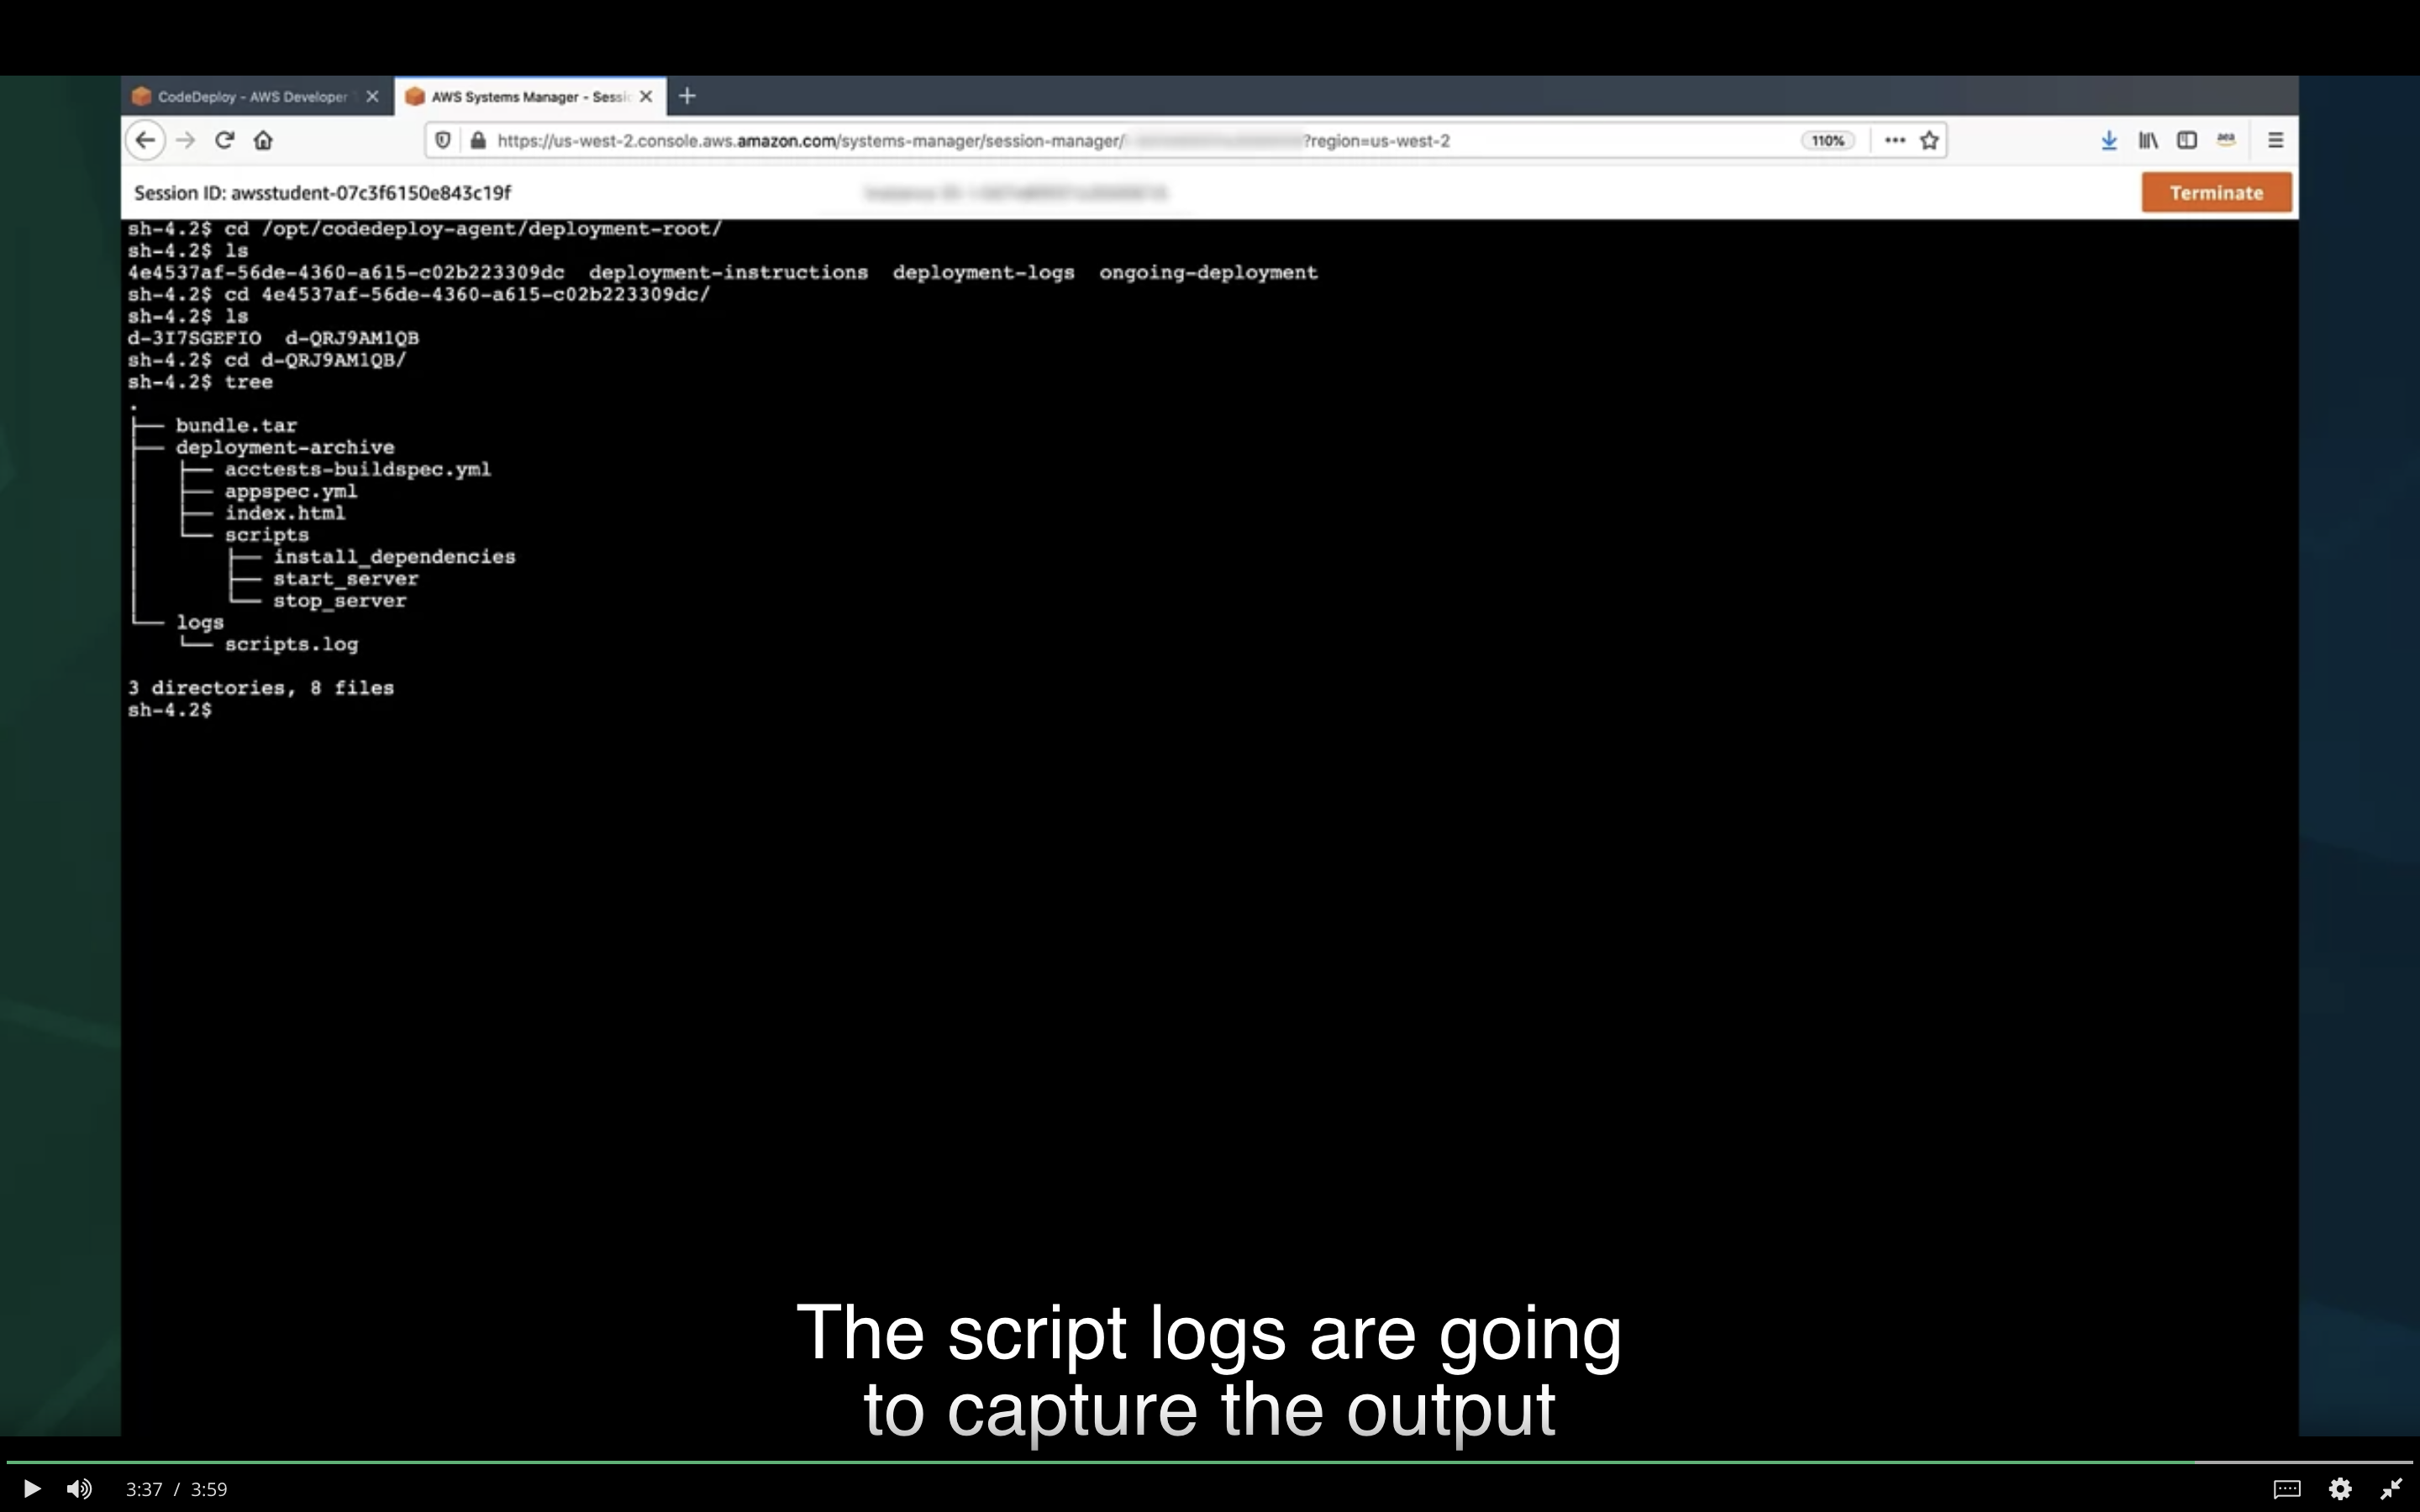 CodeDeploy - AWS Developer
AWS Systems Manager - Sessi
https://us-west-2.console.aws.amazon.com/systems-manager/session-manager/ ?region=us-west-2
110%
Session ID: awsstudent-07c3f6150e843c19f
Terminate
sh-4.2$ cd /opt/codedeploy-agent/deployment-root/
sh-4.2$ ls
4e4537af-56de-4360-a615-c02b223309dc  deployment-instructions  deployment-logs  ongoing-deployment
sh-4.2$ cd 4e4537af-56de-4360-a615-c02b223309dc/
sh-4.2$ ls
d-3I7SGEFIO  d-QRJ9AM1QB
sh-4.2$ cd d-QRJ9AM1QB/
sh-4.2$ tree
.
├── bundle.tar
├── deployment-archive
│   ├── acctests-buildspec.yml
│   ├── appspec.yml
│   ├── index.html
│   └── scripts
│       ├── install_dependencies
│       ├── start_server
│       └── stop_server
└── logs
    └── scripts.log
3 directories, 8 files
sh-4.2$
The script logs are going
to capture the output
3:37 / 3:59